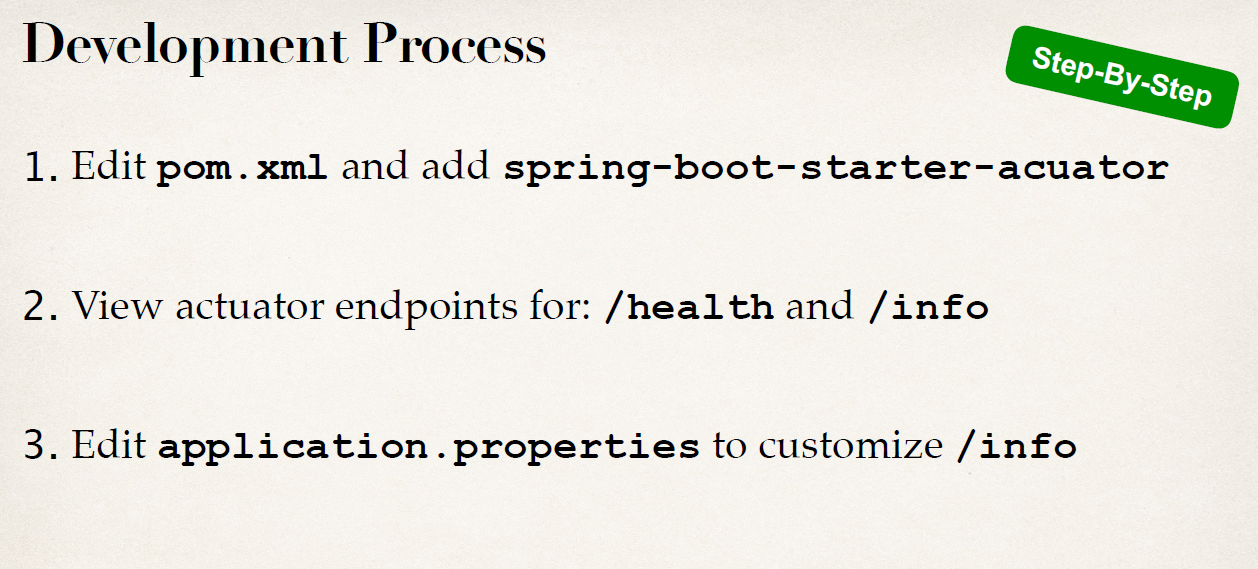 Development Process
Step-By-Step
1. Edit pom.xml and add spring-boot-starter-acuator
2. View actuator endpoints for: /health and /info
3. Edit application.properties to customize /info